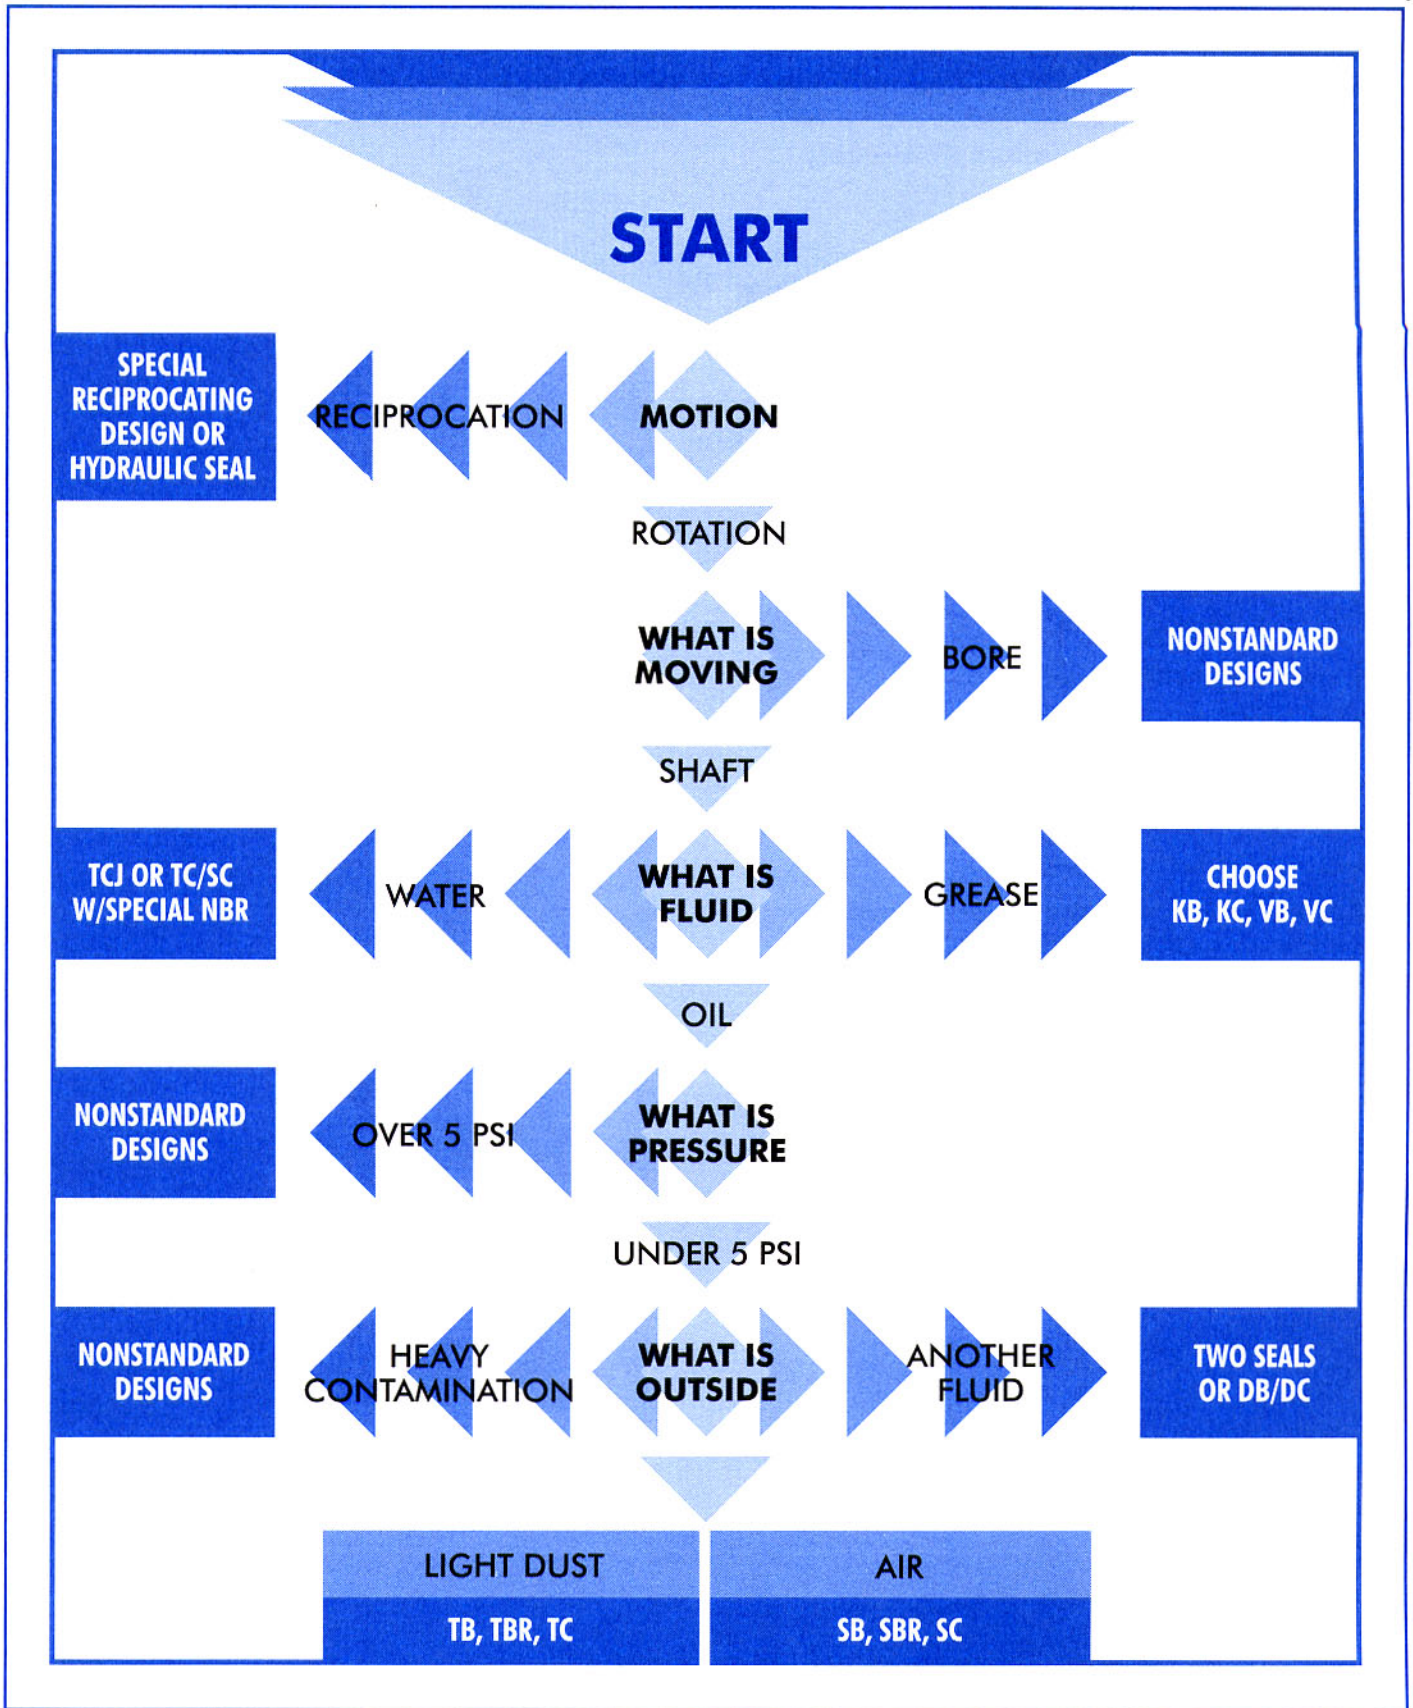 START
SPECIAL
RECIPROCATING
DESIGN OR
HYDRAULIC SEAL
RECIPROCATION
MOTION
ROTATION
WHAT IS
MOVING
BORE
NONSTANDARD
DESIGNS
SHAFT
TCJ OR TC/SC
W/SPECIAL NBR
WATER
WHAT IS
FLUID
GREASE
CHOOSE
KB, KC, VB, VC
OIL
NONSTANDARD
DESIGNS
OVER 5 PSI
WHAT IS
PRESSURE
UNDER 5 PSI
NONSTANDARD
DESIGNS
HEAVY
CONTAMINATION
WHAT IS
OUTSIDE
ANOTHER
FLUID
TWO SEALS
OR DB/DC
LIGHT DUST
TB, TBR, TC
AIR
SB, SBR, SC